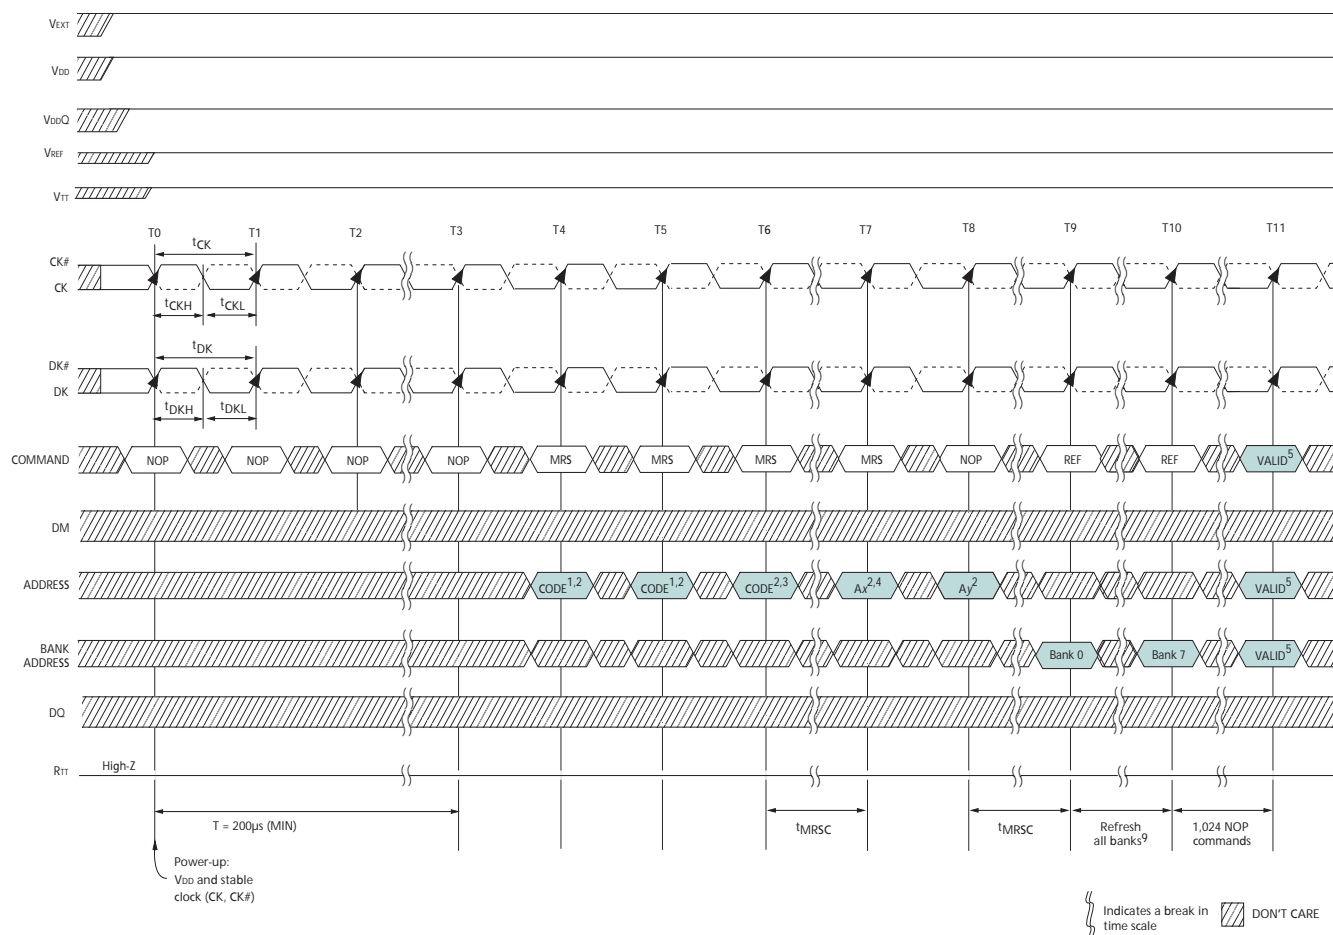 VEXT
VDD
VDDQ
VREF
VTT
T0 T1 T2 T3 T4 T5 T6 T7 T8 T9 T10 T11
tCK
CK#
CK
tCKH tCKL
tDK
DK#
DK
tDKH tDKL
COMMAND NOP NOP NOP NOP MRS MRS MRS MRS NOP REF REF VALID5
DM
ADDRESS CODE1,2 CODE1,2 CODE2,3 Ax2,4 Ay2 VALID5
BANK
ADDRESS
Bank 0 Bank 7 VALID5
DQ
RTT High-Z
T = 200µs (MIN)
tMRSC
tMRSC
Refresh
all banks9
1,024 NOP
commands
Power-up:
VDD and stable
clock (CK, CK#)
Indicates a break in
time scale
DON'T CARE